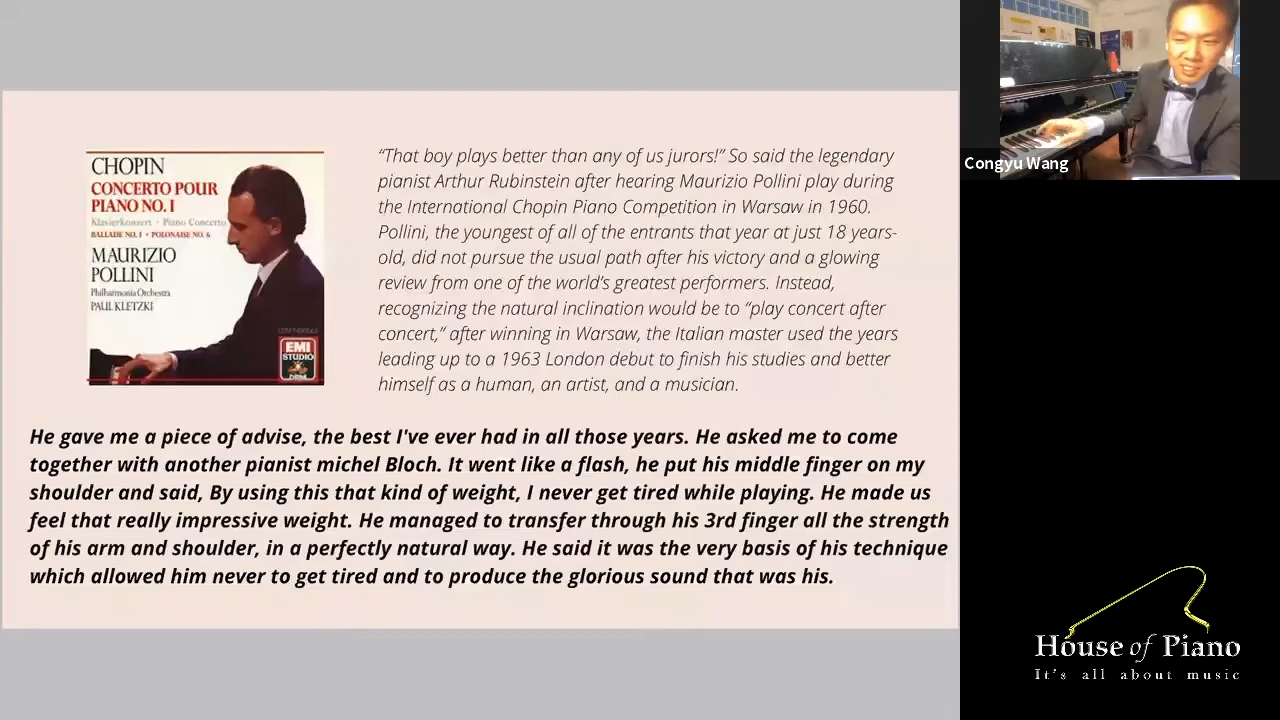 CHOPIN
CONCERTO POUR
PIANO NO. 1
Klavierkonzert · Piano Concerto
BALLADE NO. 1 · POLONAISE NO. 6
MAURIZIO
POLLINI
Philharmonia Orchestra
PAUL KLETZKI
EMI
STUDIO
“That boy plays better than any of us jurors!” So said the legendary
pianist Arthur Rubinstein after hearing Maurizio Pollini play during
the International Chopin Piano Competition in Warsaw in 1960.
Pollini, the youngest of all of the entrants that year at just 18 years-
old, did not pursue the usual path after his victory and a glowing
review from one of the world’s greatest performers. Instead,
recognizing the natural inclination would be to “play concert after
concert,” after winning in Warsaw, the Italian master used the years
leading up to a 1963 London debut to finish his studies and better
himself as a human, an artist, and a musician.
He gave me a piece of advise, the best I've ever had in all those years. He asked me to come
together with another pianist michel Bloch. It went like a flash, he put his middle finger on my
shoulder and said, By using this that kind of weight, I never get tired while playing. He made us
feel that really impressive weight. He managed to transfer through his 3rd finger all the strength
of his arm and shoulder, in a perfectly natural way. He said it was the very basis of his technique
which allowed him never to get tired and to produce the glorious sound that was his.
Congyu Wang
House of Piano
It's all about music